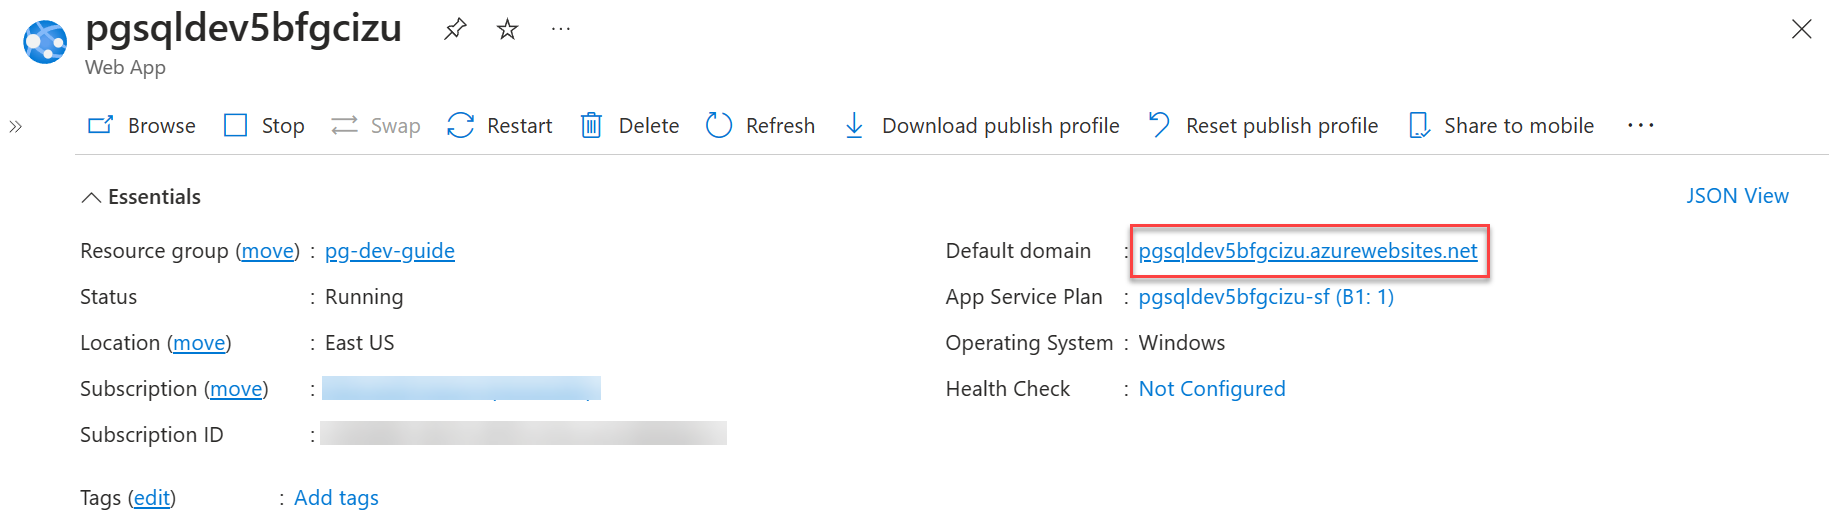 pgsqldev5bfgcizu
Web App
Browse Stop Swap Restart Delete Refresh Download publish profile Reset publish profile Share to mobile
Essentials JSON View
Resource group (move) : pg-dev-guide Default domain : pgsqldev5bfgcizu.azurewebsites.net
Status : Running App Service Plan : pgsqldev5bfgcizu-sf (B1: 1)
Location (move) : East US Operating System : Windows
Subscription (move) : Health Check : Not Configured
Subscription ID :
Tags (edit) : Add tags